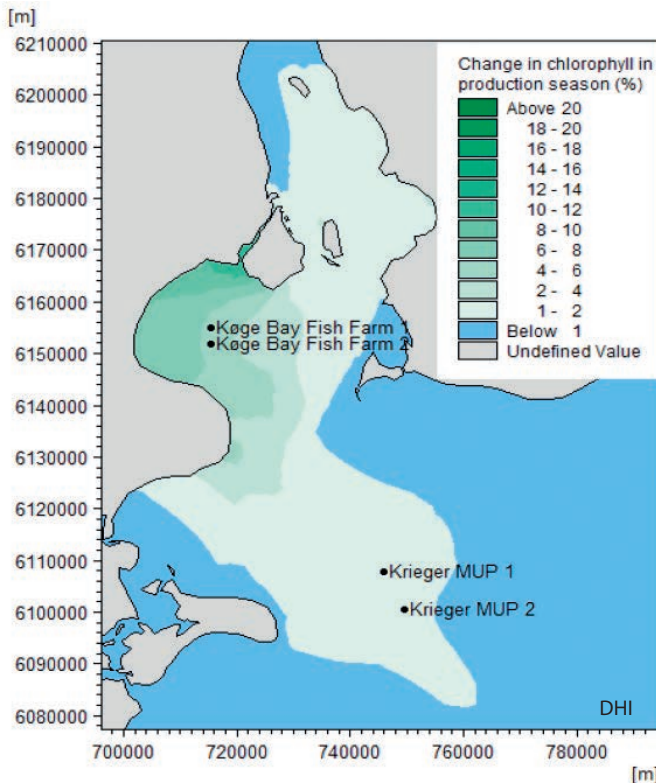 [m]
6210000
6200000
6190000
6180000
6170000
6160000
6150000
6140000
6130000
6120000
6110000
6100000
6090000
6080000
Change in chlorophyll in
production season (%)
Above 20
18 - 20
16 - 18
14 - 16
12 - 14
10 - 12
8 - 10
6 - 8
4 - 6
2 - 4
1 - 2
Below 1
Undefined Value
Køge Bay Fish Farm 1
Køge Bay Fish Farm 2
Krieger MUP 1
Krieger MUP 2
DHI
700000 720000 740000 760000 780000
[m]